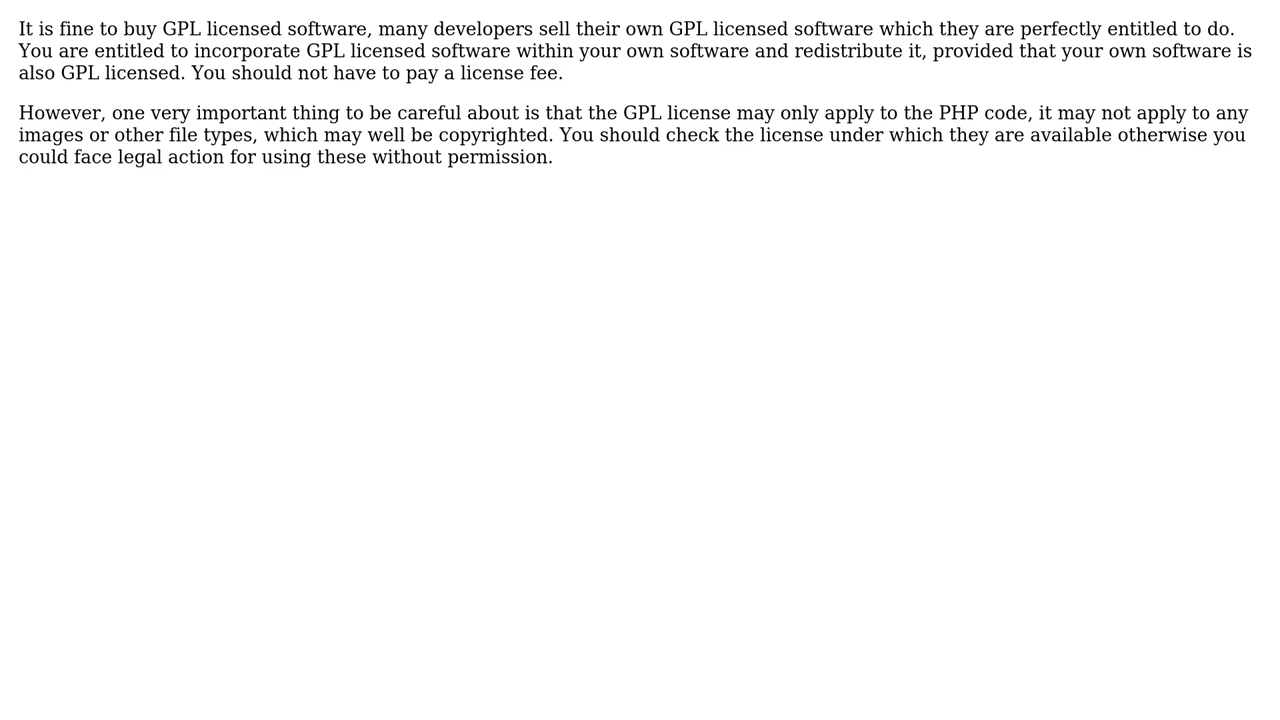 It is fine to buy GPL licensed software, many developers sell their own GPL licensed software which they are perfectly entitled to do.
You are entitled to incorporate GPL licensed software within your own software and redistribute it, provided that your own software is
also GPL licensed. You should not have to pay a license fee.
However, one very important thing to be careful about is that the GPL license may only apply to the PHP code, it may not apply to any
images or other file types, which may well be copyrighted. You should check the license under which they are available otherwise you
could face legal action for using these without permission.